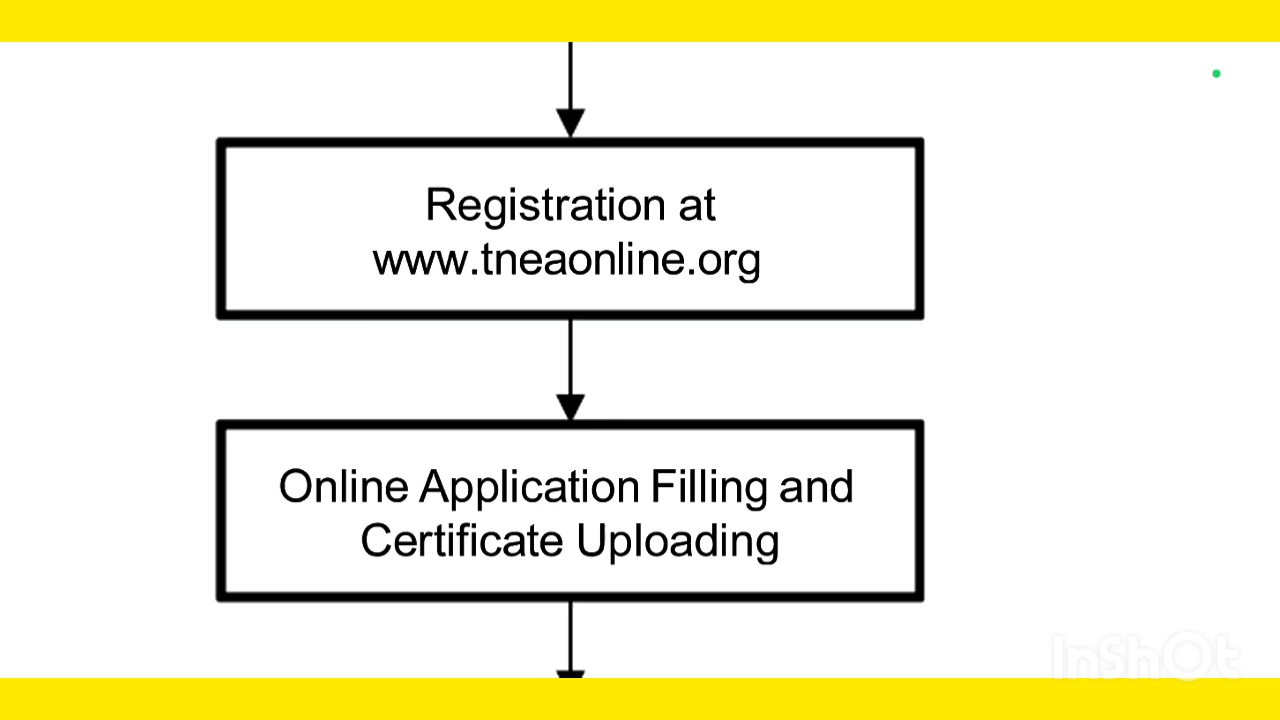 Registration at
www.tneaonline.org
Online Application Filling and
Certificate Uploading
InShOt